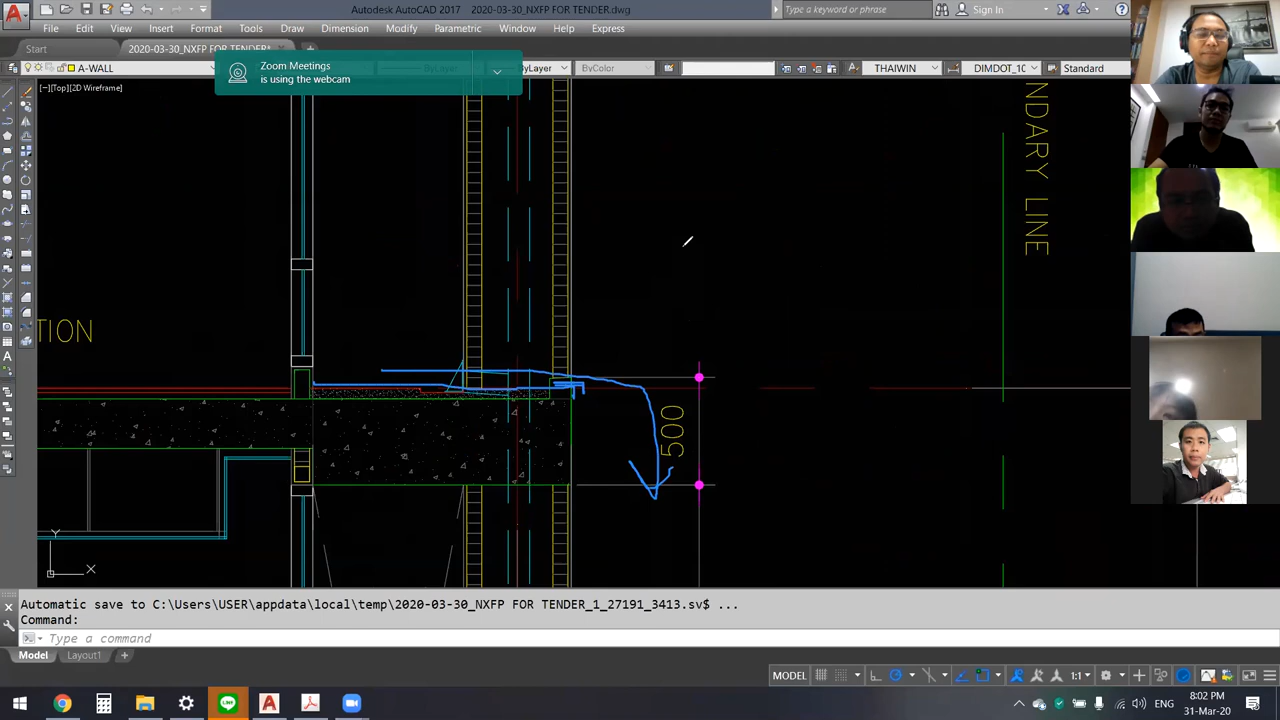 Autodesk AutoCAD 2017   2020-03-30_NXFP FOR TENDER.dwg
Type a keyword or phrase
Sign In
File Edit View Insert Format Tools Draw Dimension Modify Parametric Window Help Express
Start
2020-03-30_NXFP FOR TENDER*
A-WALL
ByLayer
ByLayer
ByColor
THAIWIN
DIMDOT_10
Standard
Zoom Meetings
is using the webcam
[−][Top][2D Wireframe]
NDARY LINE
TION
500
Y
X
Automatic save to C:\Users\USER\appdata\local\temp\2020-03-30_NXFP FOR TENDER_1_27191_3413.sv$ ...
Command:
Type a command
Model
Layout1
MODEL
1:1
ENG
8:02 PM
31-Mar-20